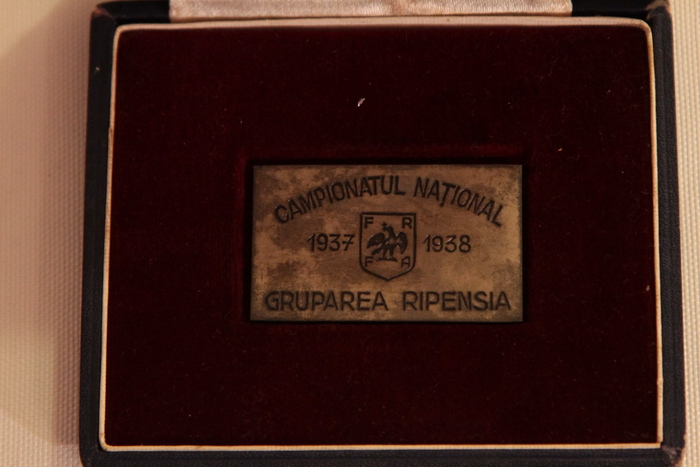 CAMPIONATUL NAȚIONAL
F R
1937 1938
F A
GRUPAREA RIPENSIA